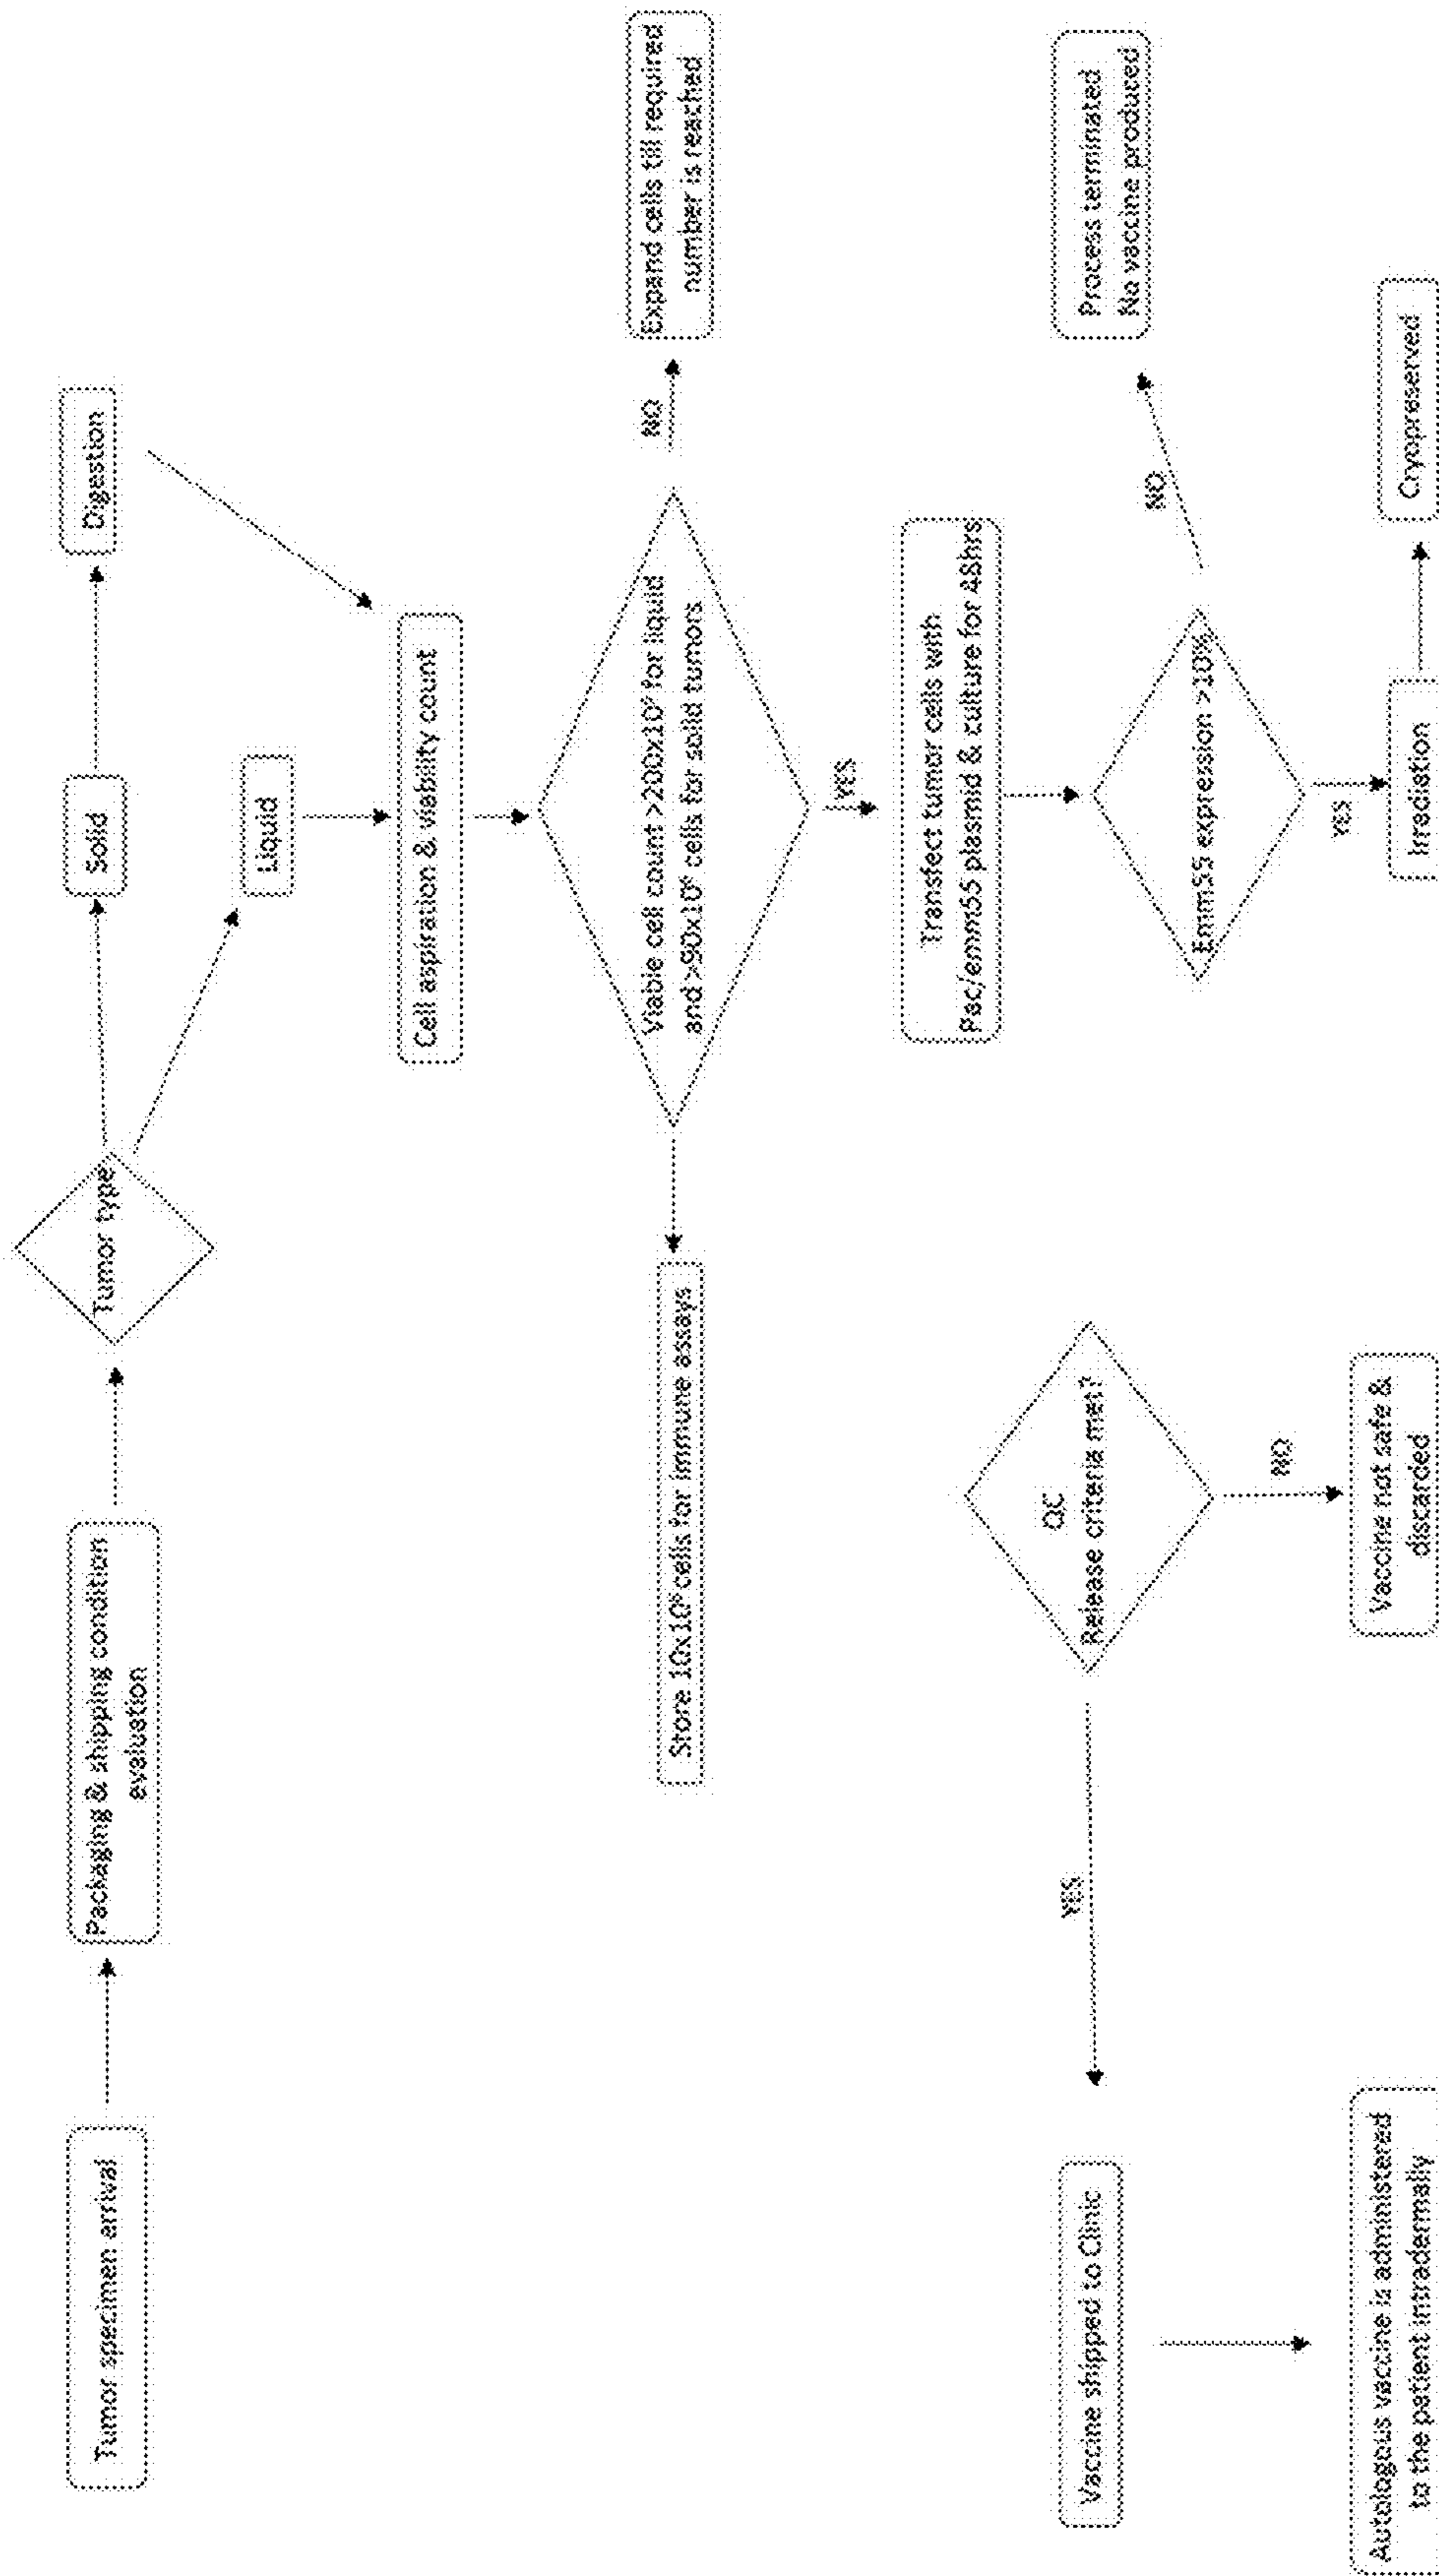 Tumor specimen arrival
Packaging & shipping condition
evaluation
Tumor type
Solid
Digestion
Liquid
Cell aspiration & viability count
Viable cell count >200x10⁷ for liquid
and >90x10⁶ cells for solid tumors
NO
Expand cells till required
number is reached
Store 10x10⁶ cells for immune assays
YES
Transfect tumor cells with
Pac/emm55 plasmid & culture for 48hrs
Emm55 expression >10%
NO
Process terminated
No vaccine produced
YES
Irradiation
Cryopreserved
QC
Release criteria met?
NO
Vaccine not safe &
discarded
YES
Vaccine shipped to Clinic
Autologous vaccine is administered
to the patient intradermally